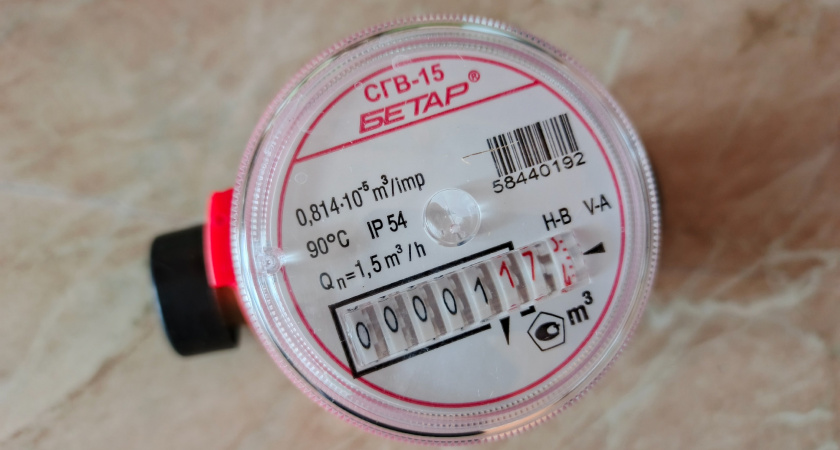 СГВ-15
БЕТАР®
58440192
0,814·10⁻⁵ m³/imp
90°C IP 54
H-B V-A
Qn=1,5 m³/h
0000117
m³